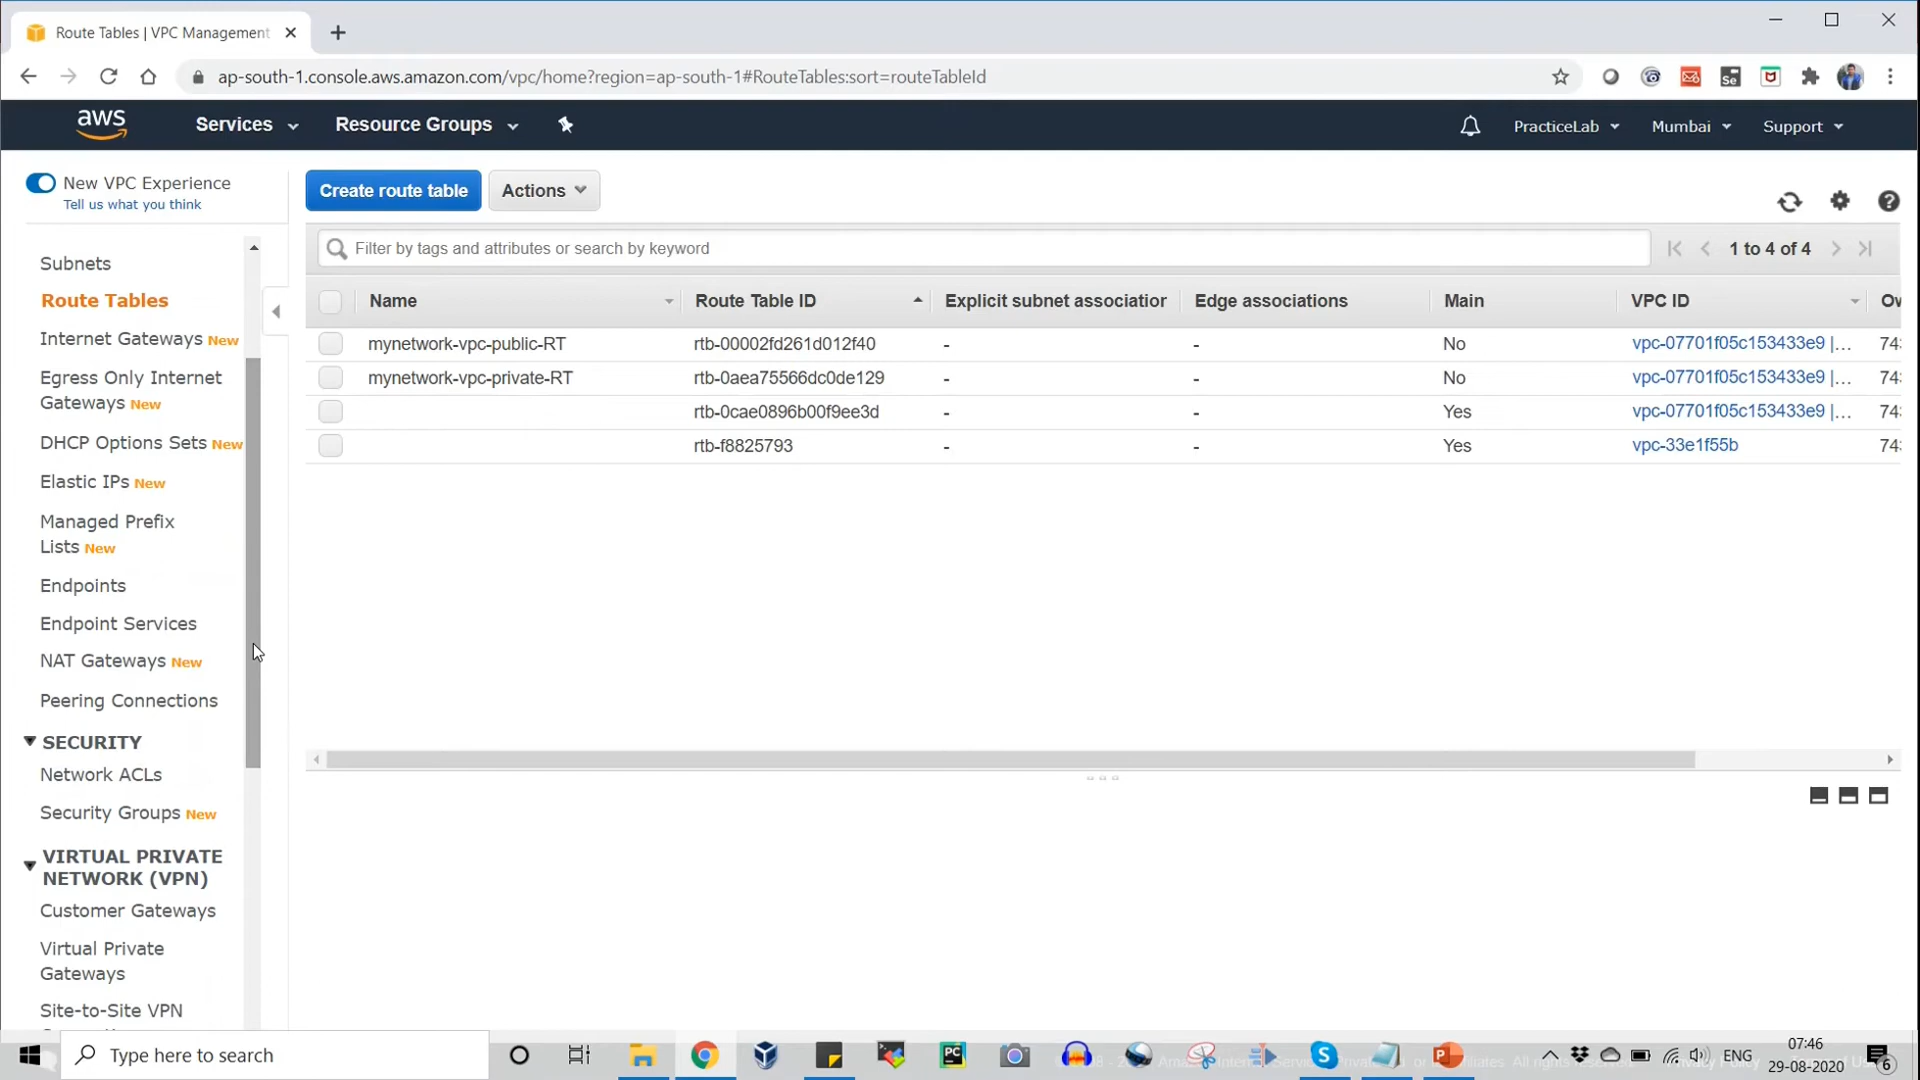 Route Tables | VPC Management
ap-south-1.console.aws.amazon.com/vpc/home?region=ap-south-1#RouteTables:sort=routeTableId
aws
Services
Resource Groups
PracticeLab
Mumbai
Support
New VPC Experience
Tell us what you think
Create route table
Actions
Filter by tags and attributes or search by keyword
1 to 4 of 4
Subnets
Route Tables
Internet Gateways New
Egress Only Internet
Gateways New
DHCP Options Sets New
Elastic IPs New
Managed Prefix
Lists New
Endpoints
Endpoint Services
NAT Gateways New
Peering Connections
SECURITY
Network ACLs
Security Groups New
VIRTUAL PRIVATE
NETWORK (VPN)
Customer Gateways
Virtual Private
Gateways
Site-to-Site VPN
Name Route Table ID Explicit subnet association Edge associations Main VPC ID Ow
mynetwork-vpc-public-RT rtb-00002fd261d012f40 - - No vpc-07701f05c153433e9 |... 743
mynetwork-vpc-private-RT rtb-0aea75566dc0de129 - - No vpc-07701f05c153433e9 |... 743
rtb-0cae0896b00f9ee3d - - Yes vpc-07701f05c153433e9 |... 743
rtb-f8825793 - - Yes vpc-33e1f55b 743
Type here to search
ENG
07:46
29-08-2020
6